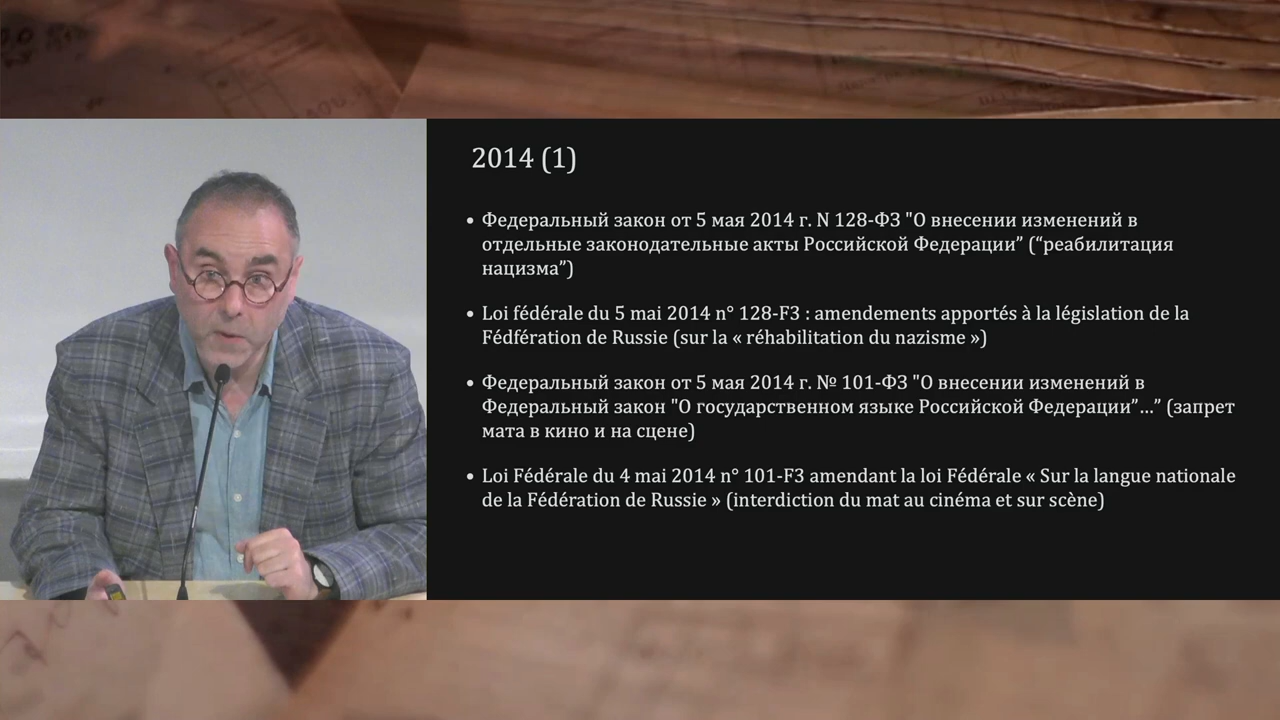 2014 (1)
• Федеральный закон от 5 мая 2014 г. N 128-ФЗ "О внесении изменений в
отдельные законодательные акты Российской Федерации” (“реабилитация
нацизма”)
• Loi fédérale du 5 mai 2014 n° 128-F3 : amendements apportés à la législation de la
Fédfération de Russie (sur la « réhabilitation du nazisme »)
• Федеральный закон от 5 мая 2014 г. № 101-ФЗ "О внесении изменений в
Федеральный закон "О государственном языке Российской Федерации”...” (запрет
мата в кино и на сцене)
• Loi Fédérale du 4 mai 2014 n° 101-F3 amendant la loi Fédérale « Sur la langue nationale
de la Fédération de Russie » (interdiction du mat au cinéma et sur scène)